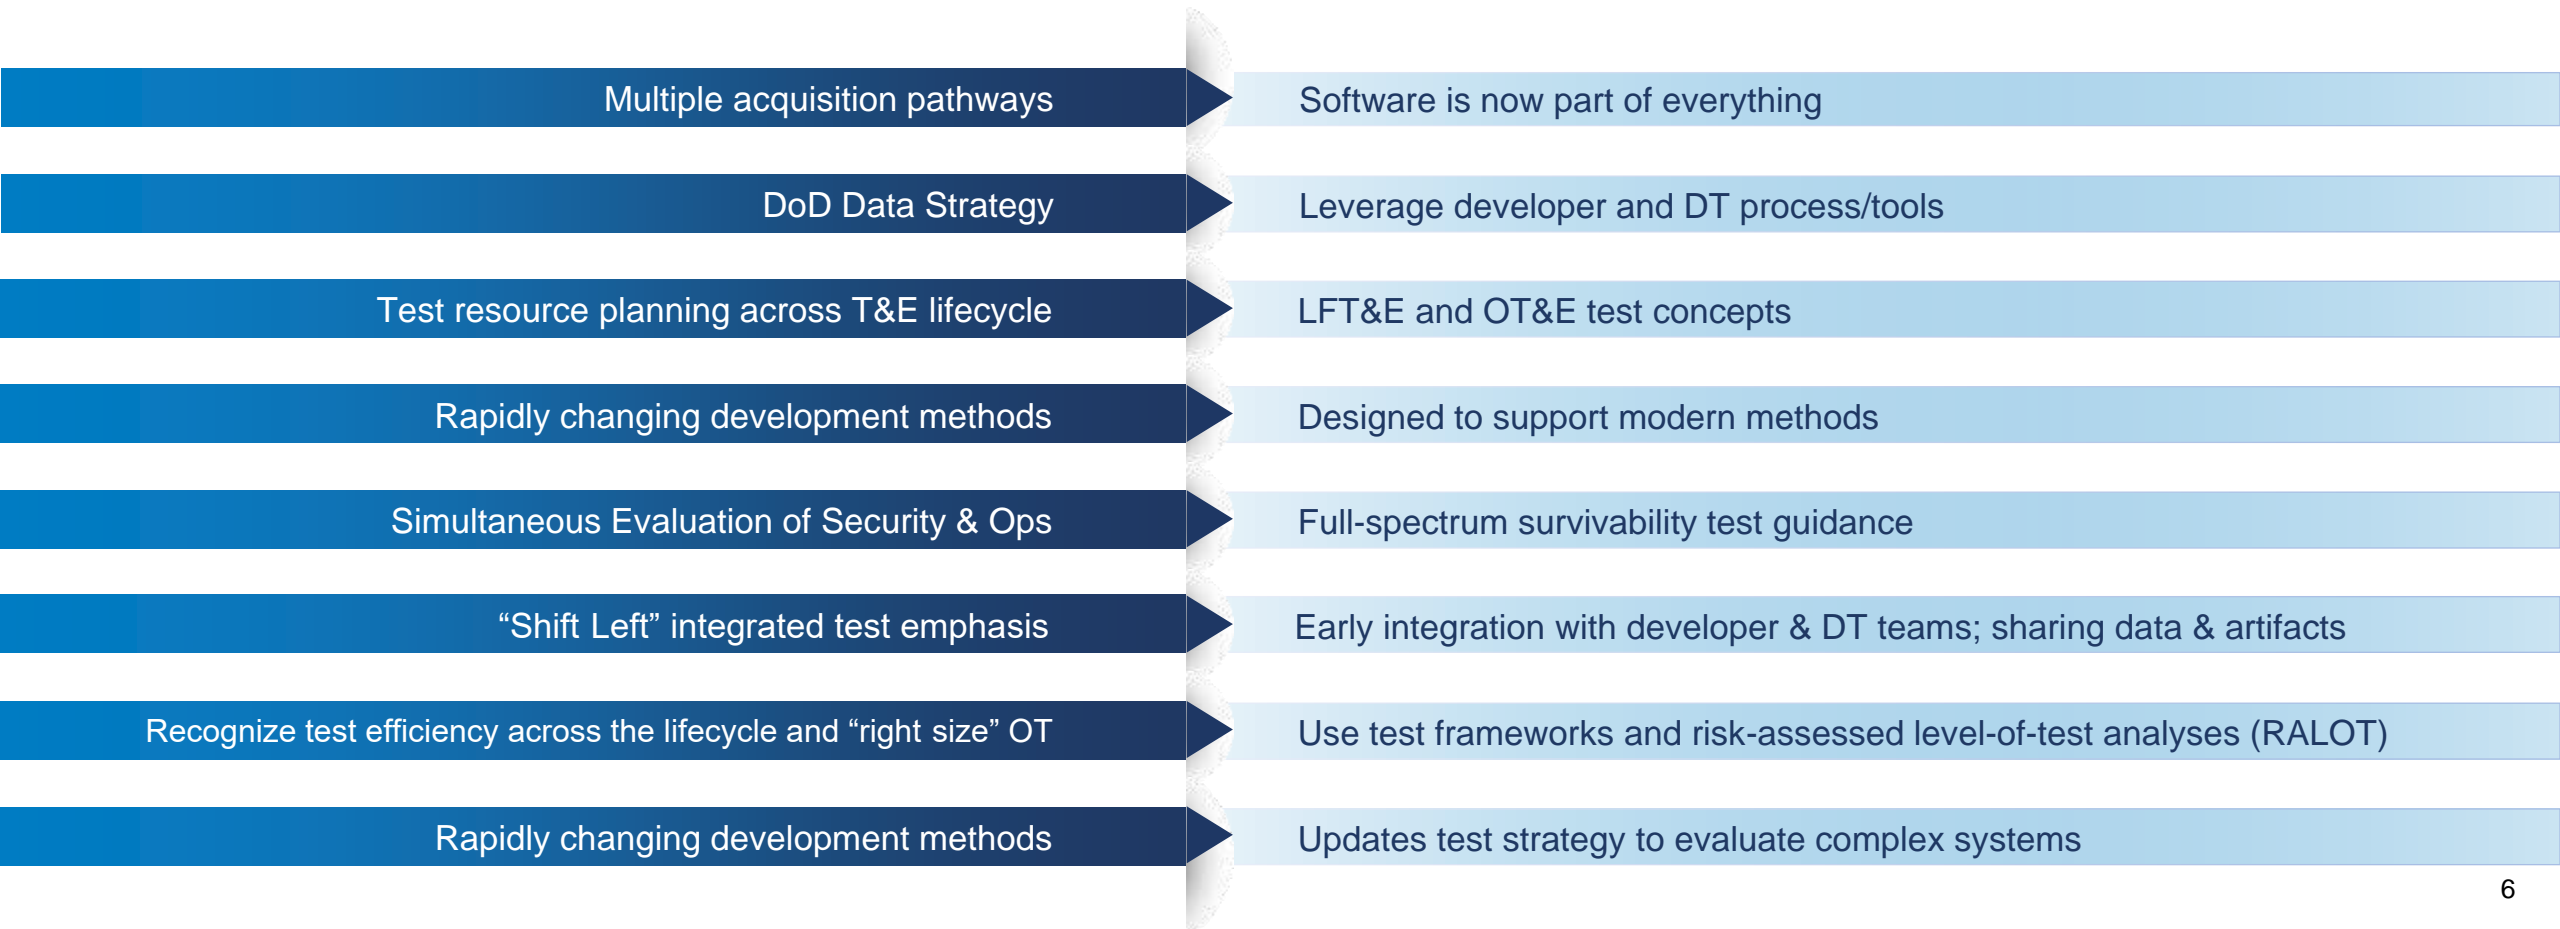 Multiple acquisition pathways
Software is now part of everything
DoD Data Strategy
Leverage developer and DT process/tools
Test resource planning across T&E lifecycle
LFT&E and OT&E test concepts
Rapidly changing development methods
Designed to support modern methods
Simultaneous Evaluation of Security & Ops
Full-spectrum survivability test guidance
“Shift Left” integrated test emphasis
Early integration with developer & DT teams; sharing data & artifacts
Recognize test efficiency across the lifecycle and “right size” OT
Use test frameworks and risk-assessed level-of-test analyses (RALOT)
Rapidly changing development methods
Updates test strategy to evaluate complex systems
6